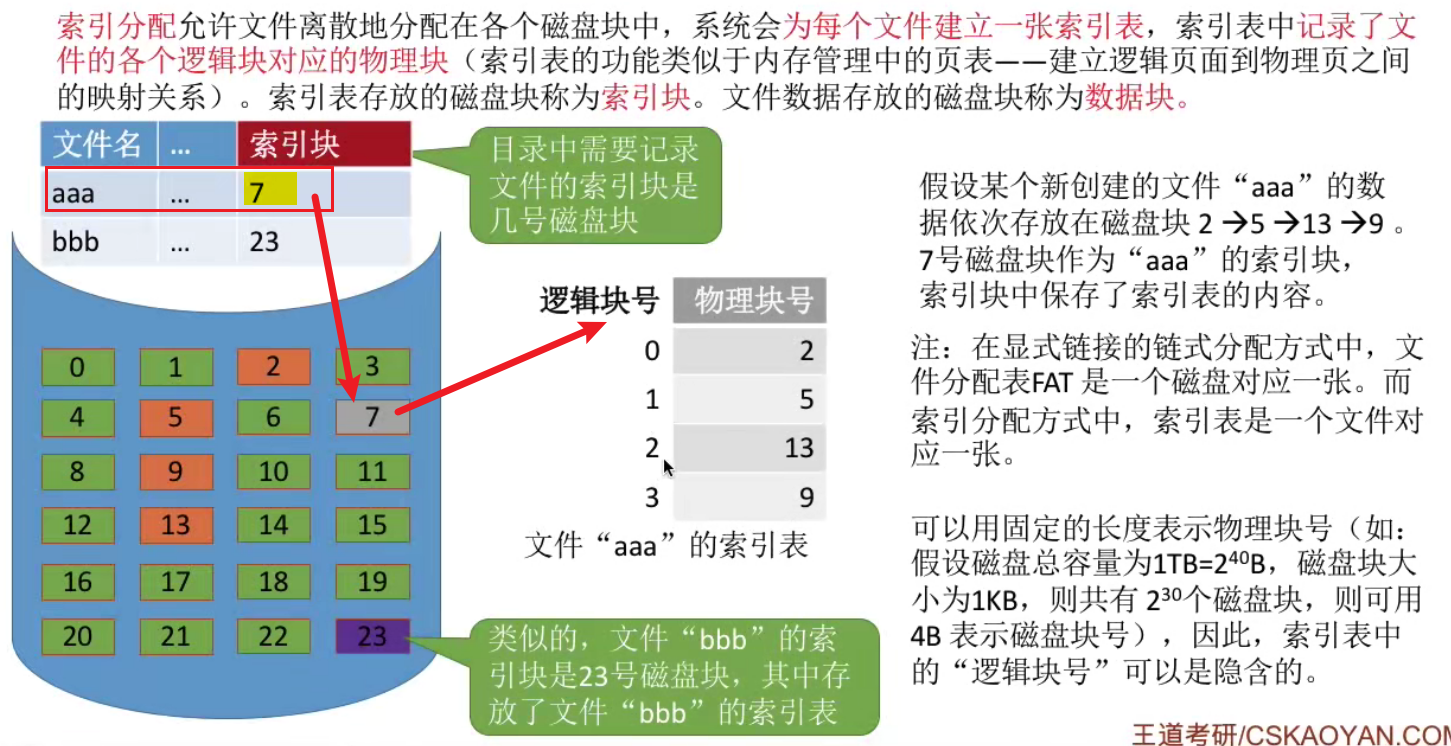 索引分配允许文件离散地分配在各个磁盘块中，系统会为每个文件建立一张索引表，索引表中记录了文
件的各个逻辑块对应的物理块（索引表的功能类似于内存管理中的页表——建立逻辑页面到物理页之间
的映射关系）。索引表存放的磁盘块称为索引块。文件数据存放的磁盘块称为数据块。
文件名 ... 索引块
aaa ... 7
bbb ... 23
目录中需要记录
文件的索引块是
几号磁盘块
0 1 2 3
4 5 6 7
8 9 10 11
12 13 14 15
16 17 18 19
20 21 22 23
逻辑块号 物理块号
0 2
1 5
2 13
3 9
文件“aaa”的索引表
类似的，文件“bbb”的索
引块是23号磁盘块，其中存
放了文件“bbb”的索引表
假设某个新创建的文件“aaa”的数
据依次存放在磁盘块 2 →5 →13 →9 。
7号磁盘块作为“aaa”的索引块，
索引块中保存了索引表的内容。
注：在显式链接的链式分配方式中，文
件分配表FAT 是一个磁盘对应一张。而
索引分配方式中，索引表是一个文件对
应一张。
可以用固定的长度表示物理块号（如：
假设磁盘总容量为1TB=2⁴⁰B，磁盘块大
小为1KB，则共有 2³⁰个磁盘块，则可用
4B 表示磁盘块号），因此，索引表中
的“逻辑块号”可以是隐含的。
王道考研/CSKAOYAN.COM